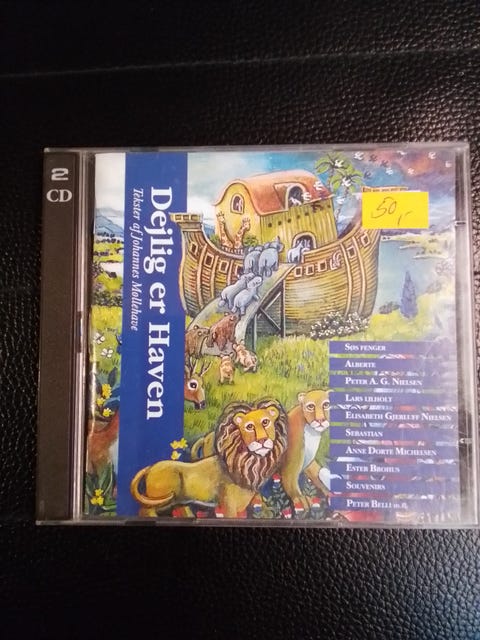 2
CD
Dejlig er Haven
Tekster af Johannes Møllehave
50,-
SØS FENGER
ALBERTE
PETER A. G. NIELSEN
LARS LILHOLT
ELISABETH GJERLUFF NIELSEN
SEBASTIAN
ANNE DORTE MICHELSEN
ESTER BROHUS
SOUVENIRS
PETER BELLI m.fl.